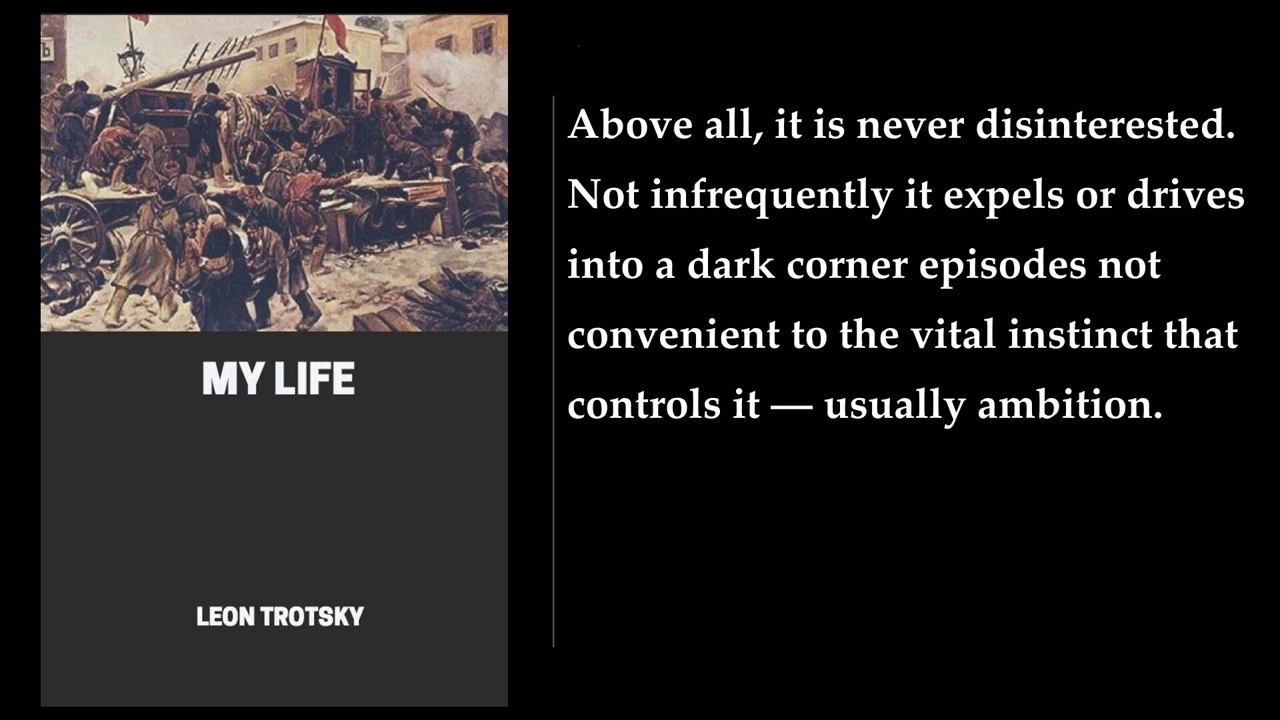 MY LIFE
LEON TROTSKY
Above all, it is never disinterested.
Not infrequently it expels or drives
into a dark corner episodes not
convenient to the vital instinct that
controls it — usually ambition.